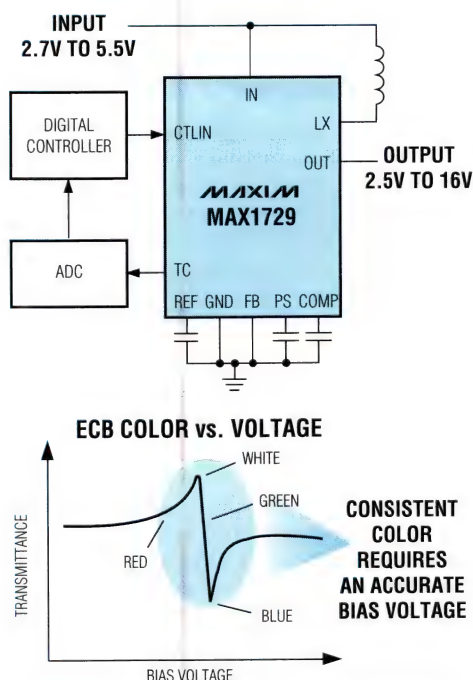 INPUT
2.7V TO 5.5V
IN
DIGITAL
CONTROLLER
CTLIN
LX
OUT
OUTPUT
2.5V TO 16V
MAXIM
MAX1729
ADC
TC
REF GND FB PS COMP
ECB COLOR vs. VOLTAGE
WHITE
GREEN
RED
BLUE
TRANSMITTANCE
BIAS VOLTAGE
CONSISTENT
COLOR
REQUIRES
AN ACCURATE
BIAS VOLTAGE